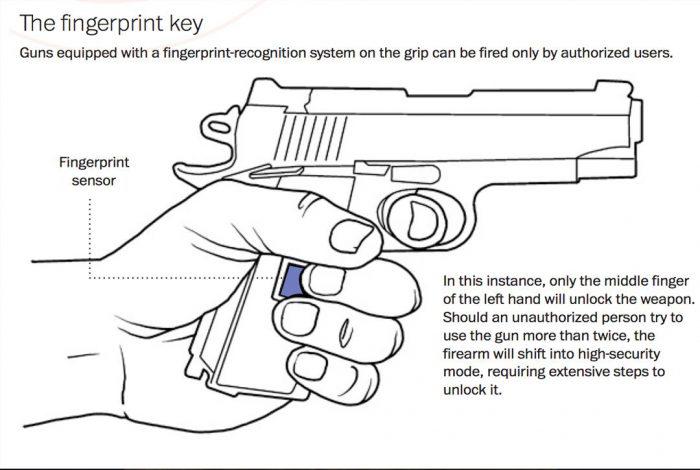 The fingerprint key
Guns equipped with a fingerprint-recognition system on the grip can be fired only by authorized users.
Fingerprint
sensor
In this instance, only the middle finger
of the left hand will unlock the weapon.
Should an unauthorized person try to
use the gun more than twice, the
firearm will shift into high-security
mode, requiring extensive steps to
unlock it.